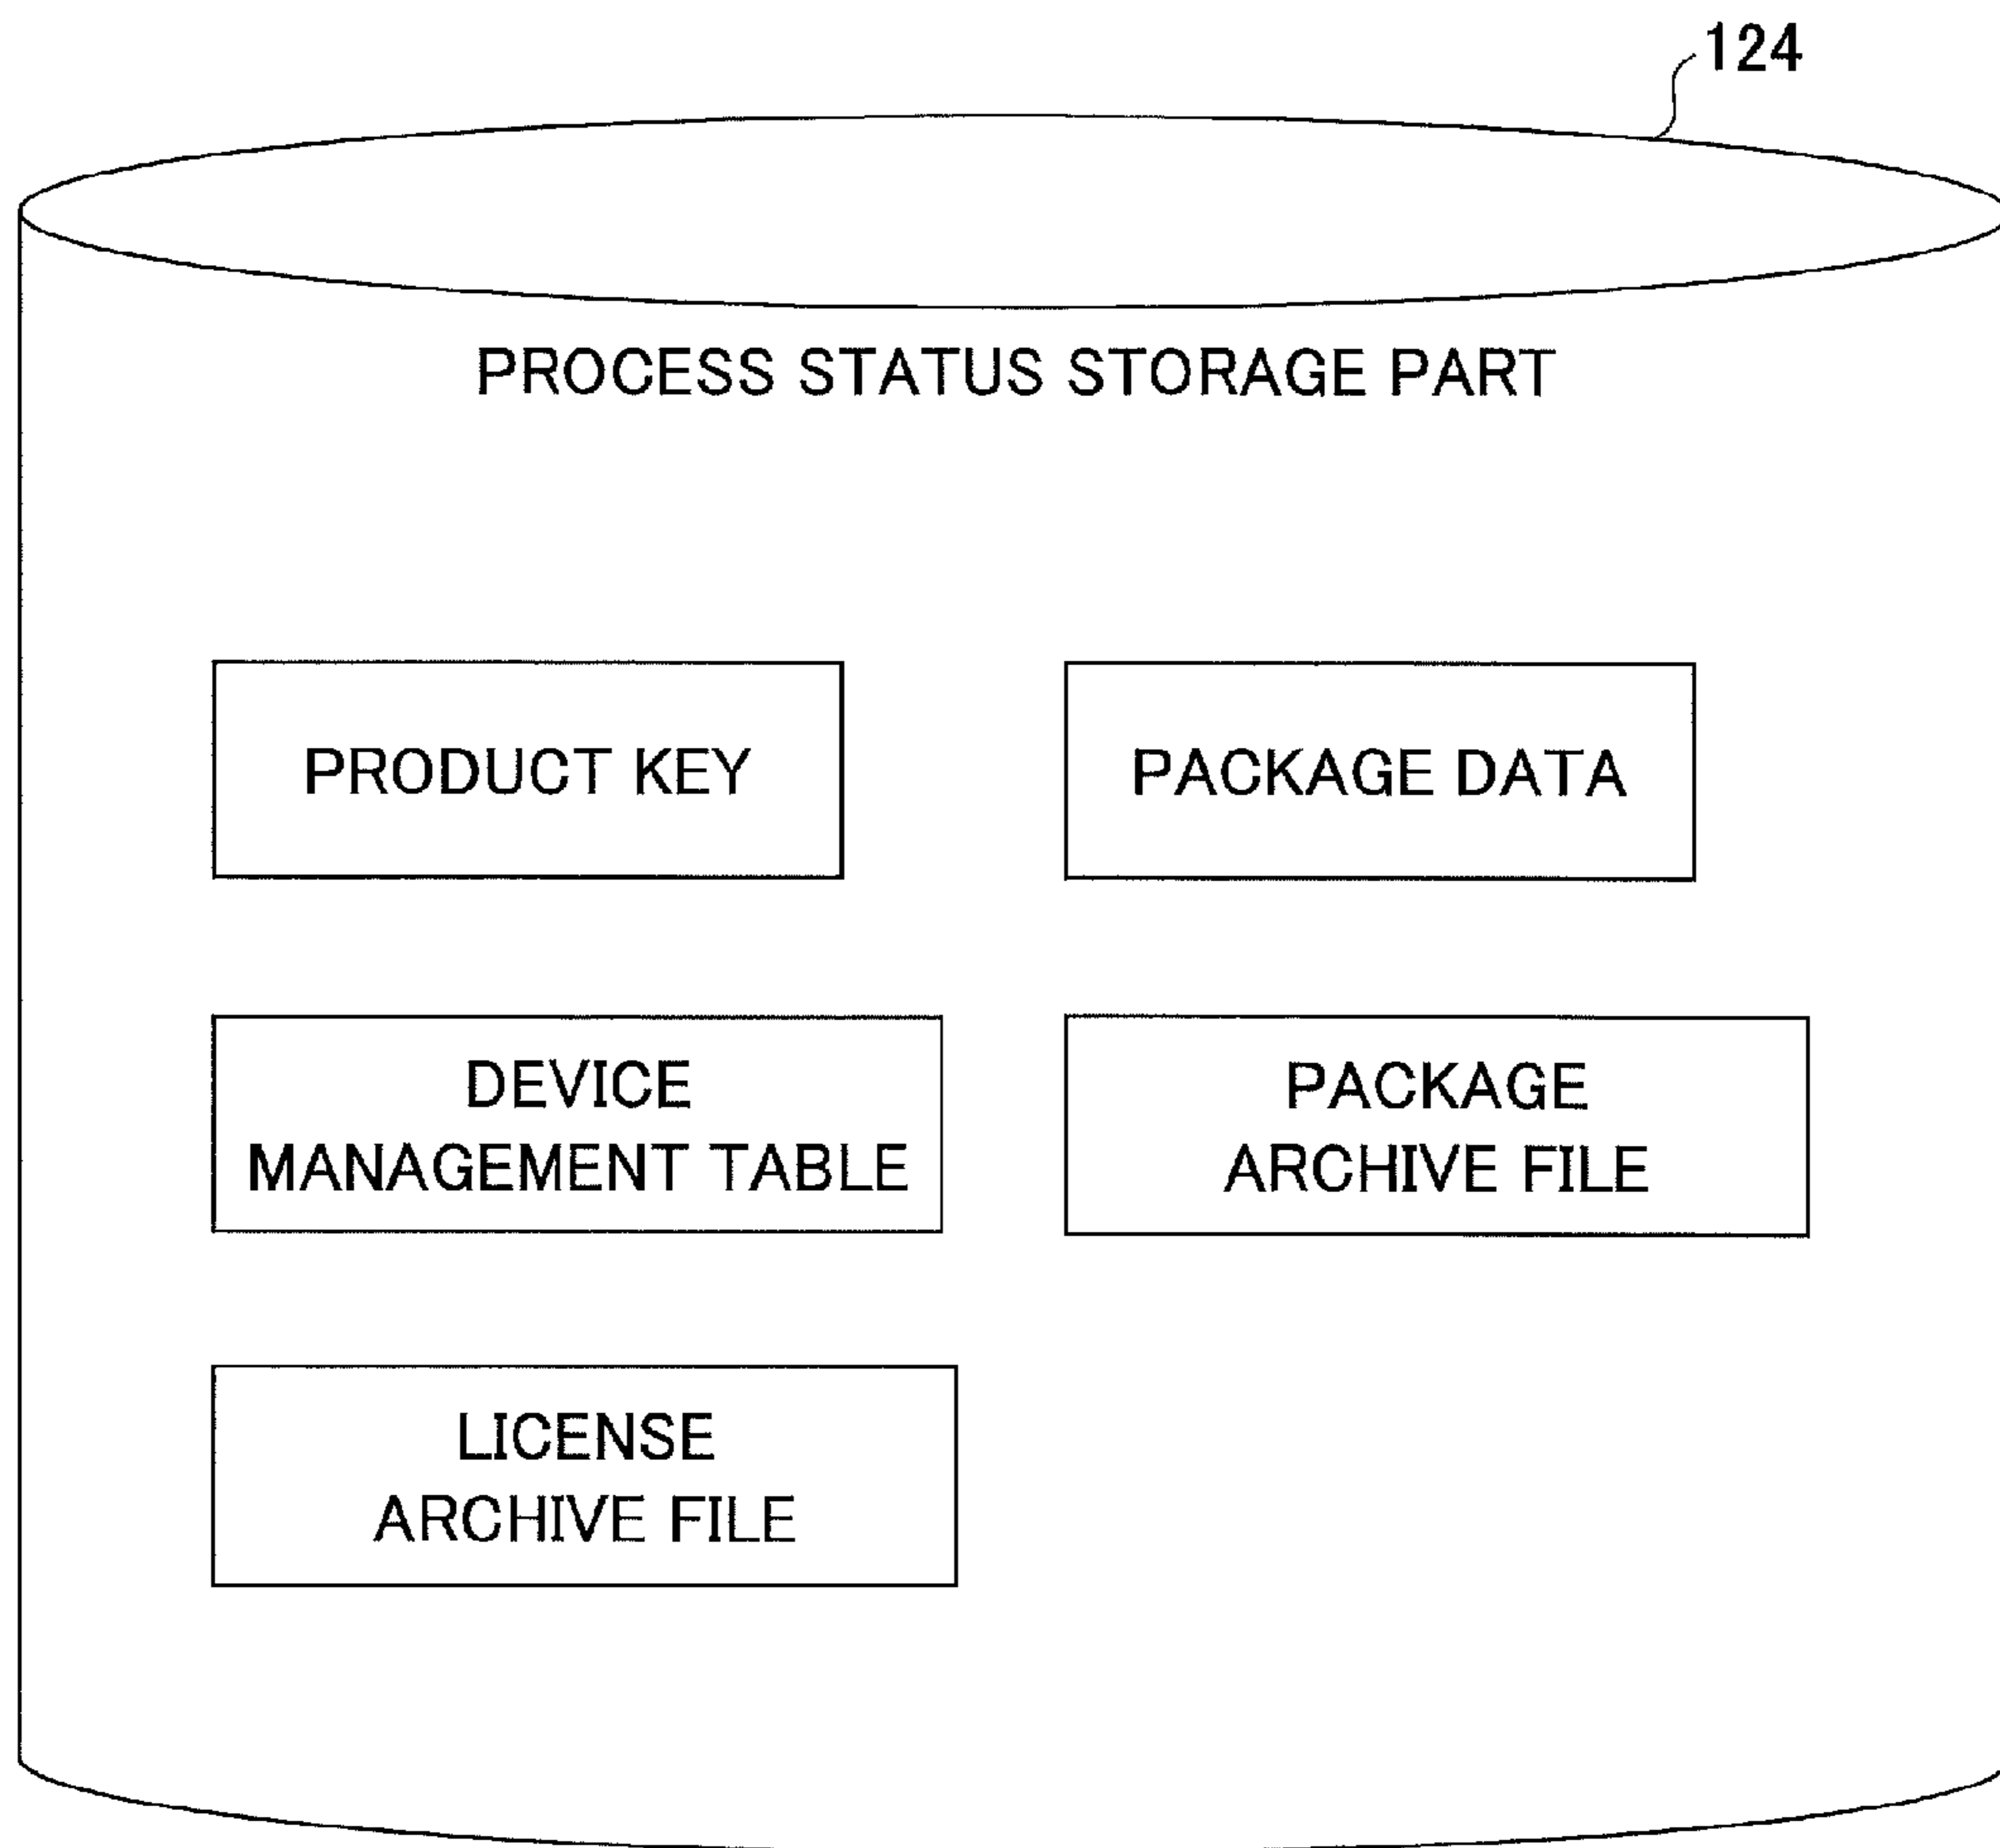 124
PROCESS STATUS STORAGE PART
PRODUCT KEY
PACKAGE DATA
DEVICE
MANAGEMENT TABLE
PACKAGE
ARCHIVE FILE
LICENSE
ARCHIVE FILE